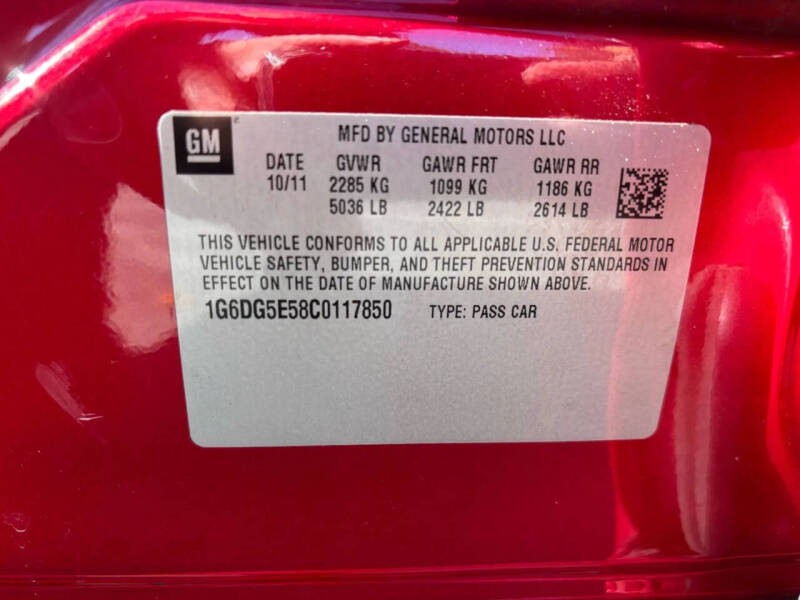 GM
MFD BY GENERAL MOTORS LLC
DATE GVWR GAWR FRT GAWR RR
10/11 2285 KG 1099 KG 1186 KG
5036 LB 2422 LB 2614 LB
THIS VEHICLE CONFORMS TO ALL APPLICABLE U.S. FEDERAL MOTOR
VEHICLE SAFETY, BUMPER, AND THEFT PREVENTION STANDARDS IN
EFFECT ON THE DATE OF MANUFACTURE SHOWN ABOVE.
1G6DG5E58C0117850 TYPE: PASS CAR